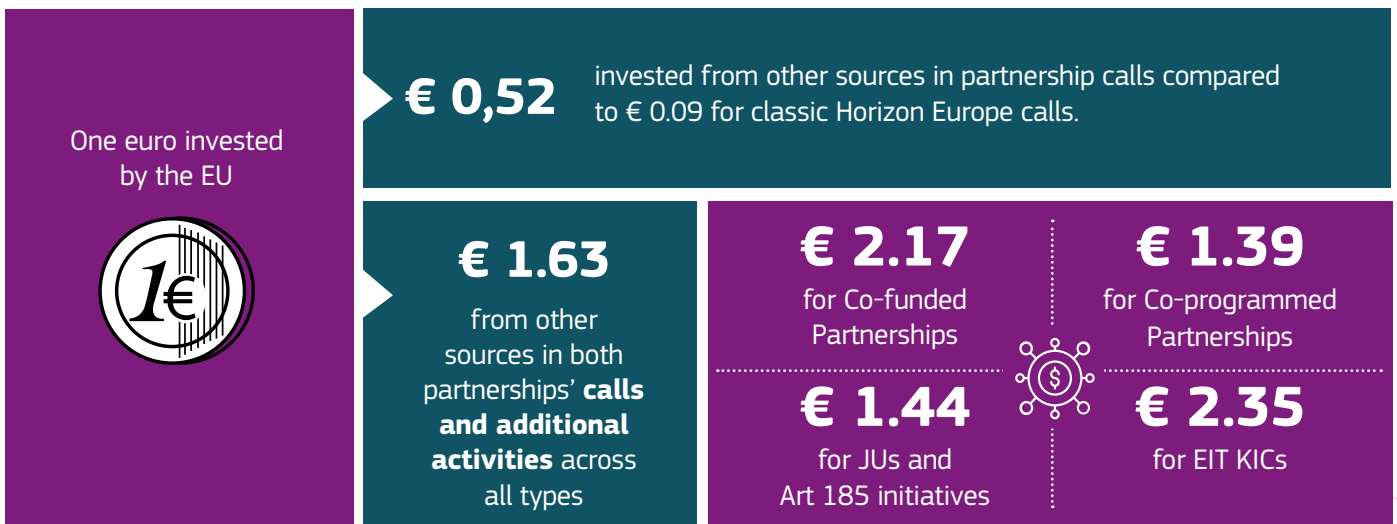 One euro invested
by the EU
1€
€ 0,52
invested from other sources in partnership calls compared
to € 0.09 for classic Horizon Europe calls.
€ 1.63
from other
sources in both
partnerships’ calls
and additional
activities across
all types
€ 2.17
for Co-funded
Partnerships
€ 1.39
for Co-programmed
Partnerships
$
€ 1.44
for JUs and
Art 185 initiatives
€ 2.35
for EIT KICs